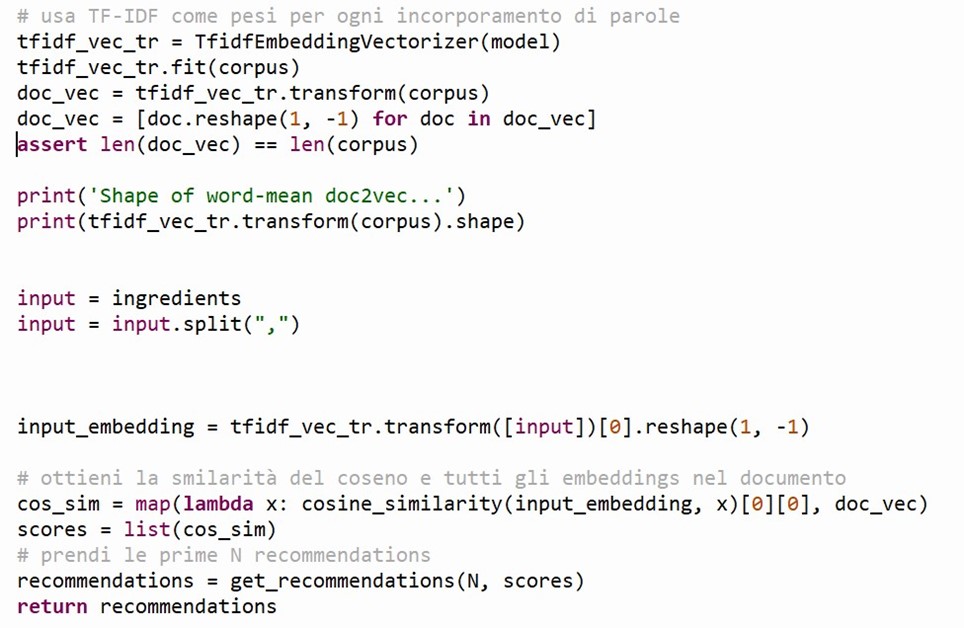 # usa TF-IDF come pesi per ogni incorporamento di parole
tfidf_vec_tr = TfidfEmbeddingVectorizer(model)
tfidf_vec_tr.fit(corpus)
doc_vec = tfidf_vec_tr.transform(corpus)
doc_vec = [doc.reshape(1, -1) for doc in doc_vec]
assert len(doc_vec) == len(corpus)
print('Shape of word-mean doc2vec...')
print(tfidf_vec_tr.transform(corpus).shape)
input = ingredients
input = input.split(",")
input_embedding = tfidf_vec_tr.transform([input])[0].reshape(1, -1)
# ottieni la smilarità del coseno e tutti gli embeddings nel documento
cos_sim = map(lambda x: cosine_similarity(input_embedding, x)[0][0], doc_vec)
scores = list(cos_sim)
# prendi le prime N recommendations
recommendations = get_recommendations(N, scores)
return recommendations